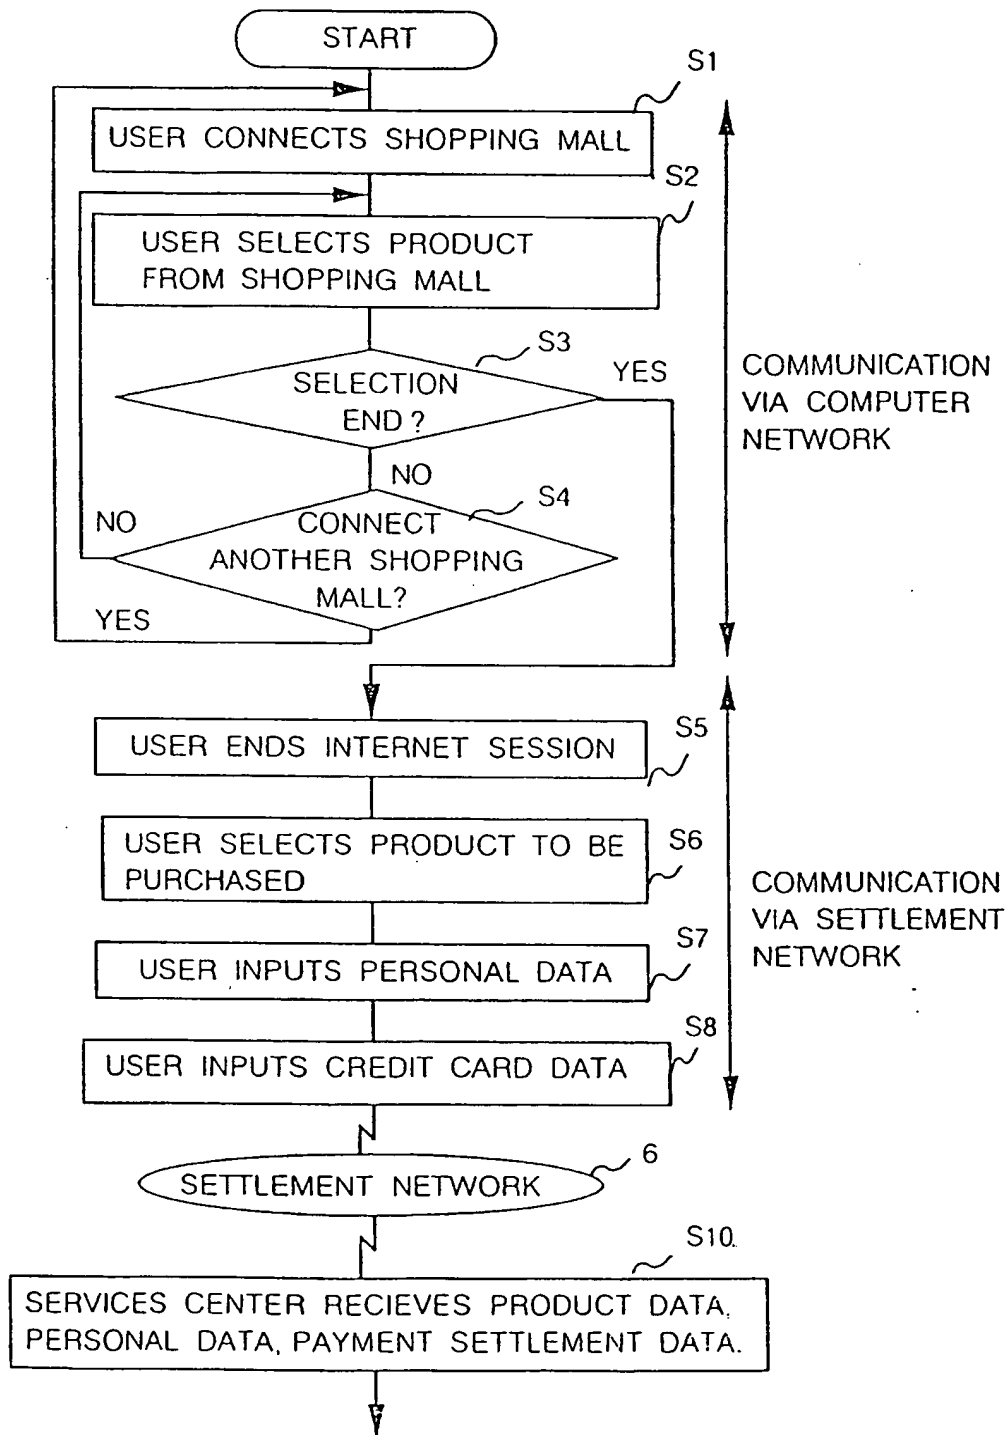 START
S1
USER CONNECTS SHOPPING MALL
S2
USER SELECTS PRODUCT
FROM SHOPPING MALL
S3
YES
SELECTION
END?
NO
S4
NO
CONNECT
ANOTHER SHOPPING
MALL?
YES
COMMUNICATION
VIA COMPUTER
NETWORK
S5
USER ENDS INTERNET SESSION
S6
USER SELECTS PRODUCT TO BE
PURCHASED
S7
USER INPUTS PERSONAL DATA
S8
USER INPUTS CREDIT CARD DATA
COMMUNICATION
VIA SETTLEMENT
NETWORK
6
SETTLEMENT NETWORK
S10
SERVICES CENTER RECIEVES PRODUCT DATA,
PERSONAL DATA, PAYMENT SETTLEMENT DATA.